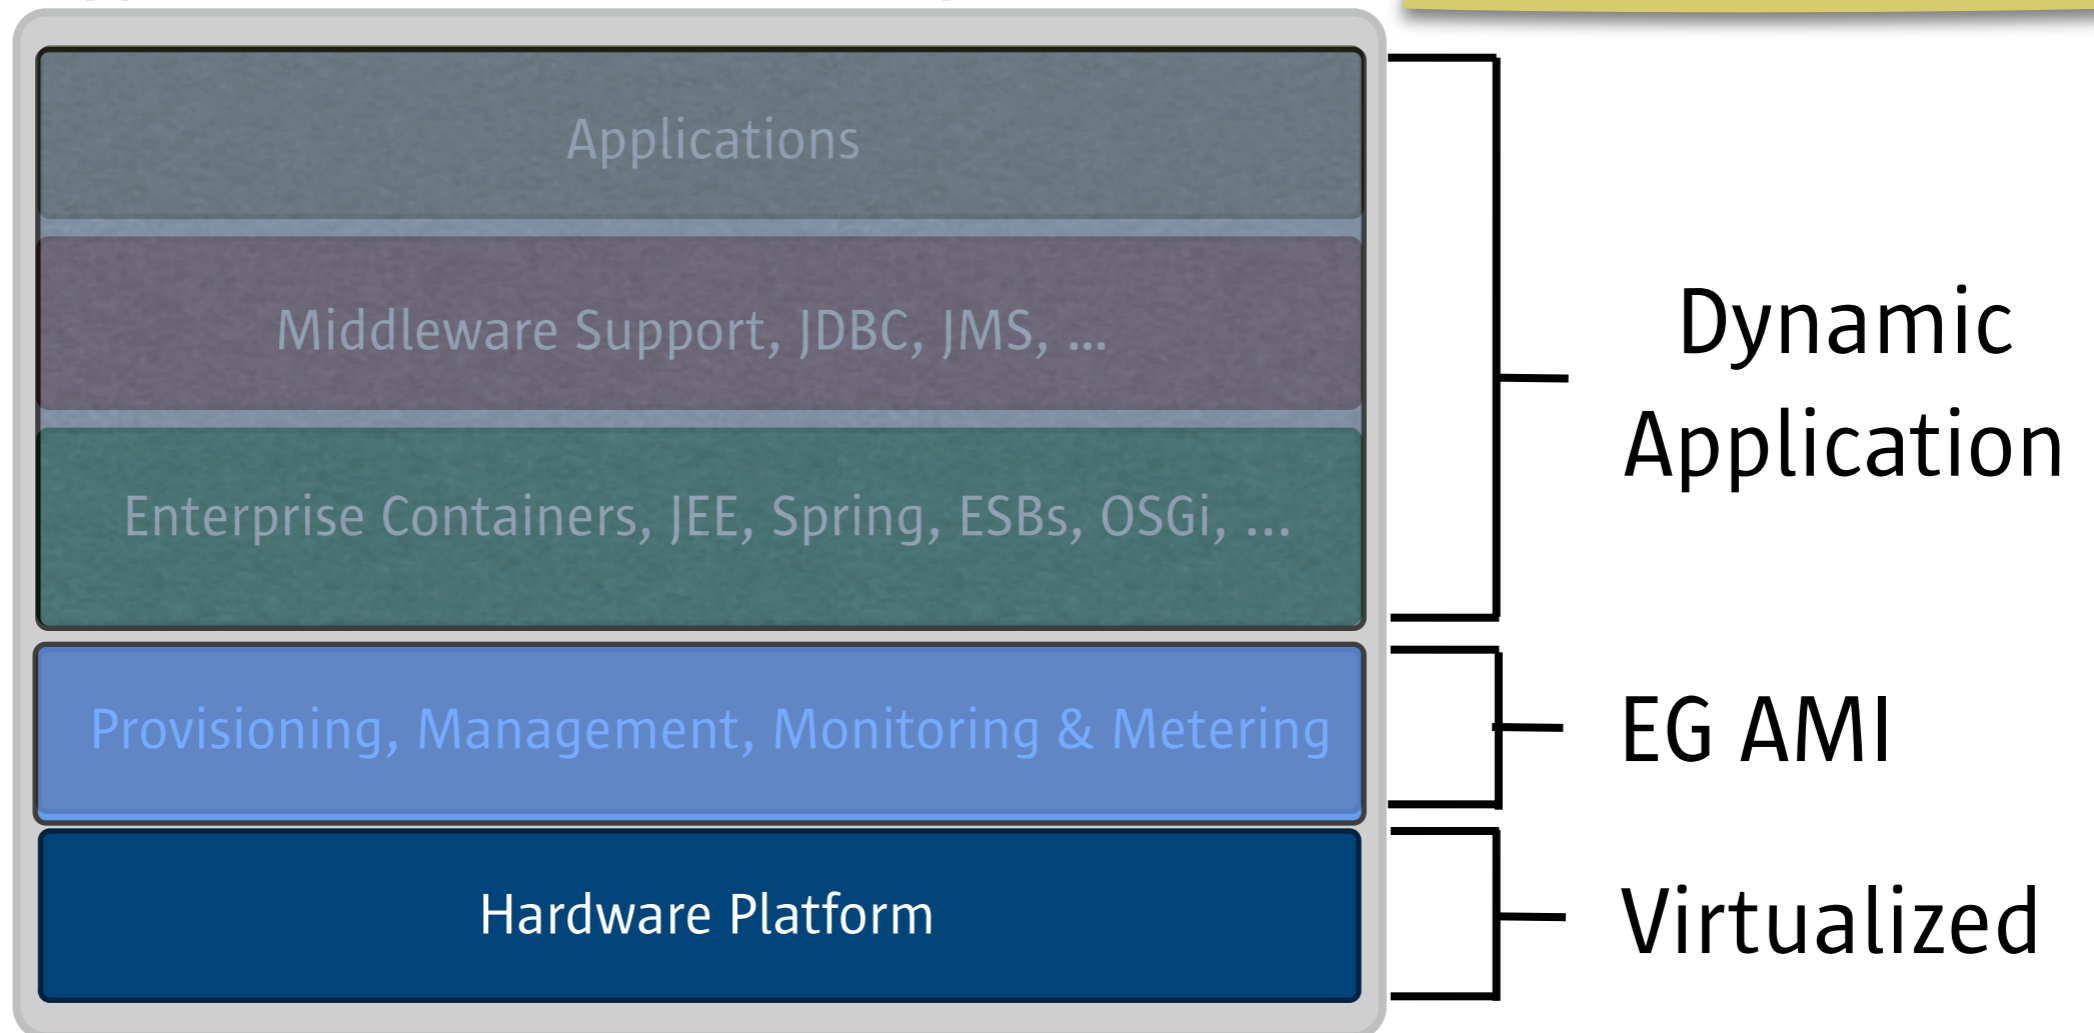 Applications
Middleware Support, JDBC, JMS, ...
Enterprise Containers, JEE, Spring, ESBs, OSGi, ...
Dynamic
Application
Provisioning, Management, Monitoring & Metering
EG AMI
Hardware Platform
Virtualized